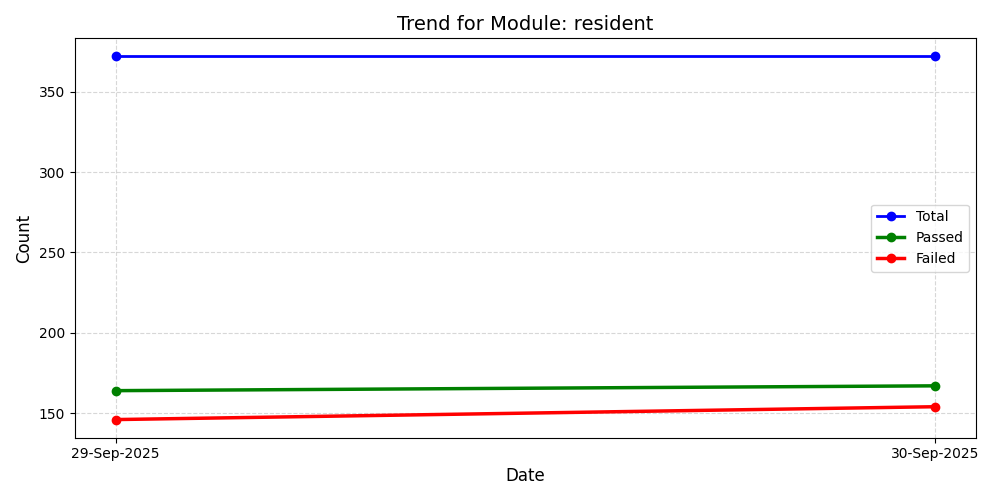 Trend for Module: resident
Count
350
300
250
200
150
Total
Passed
Failed
29-Sep-2025
30-Sep-2025
Date